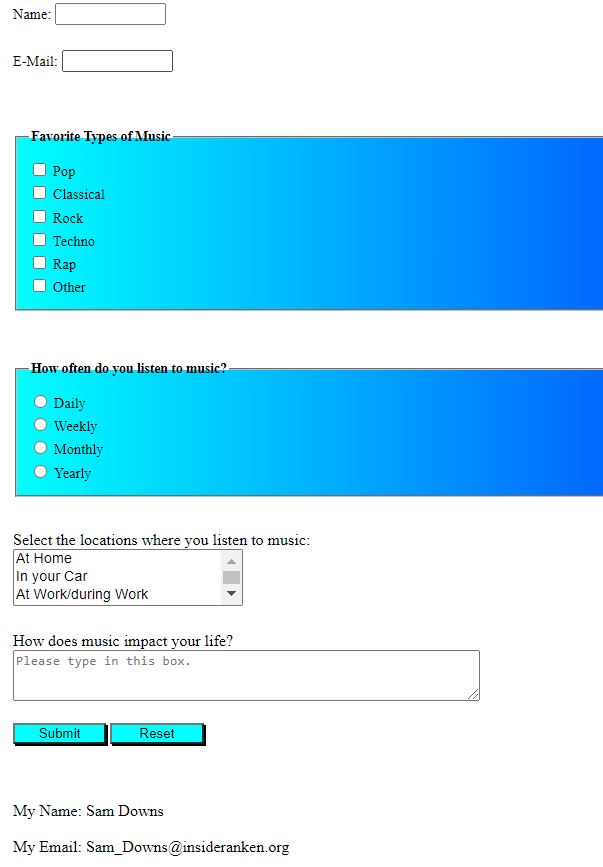 Name:
E-Mail:
Favorite Types of Music
Pop
Classical
Rock
Techno
Rap
Other
How often do you listen to music?
Daily
Weekly
Monthly
Yearly
Select the locations where you listen to music:
At Home
In your Car
At Work/during Work
How does music impact your life?
Please type in this box.
Submit Reset
My Name: Sam Downs
My Email: Sam_Downs@insideranken.org